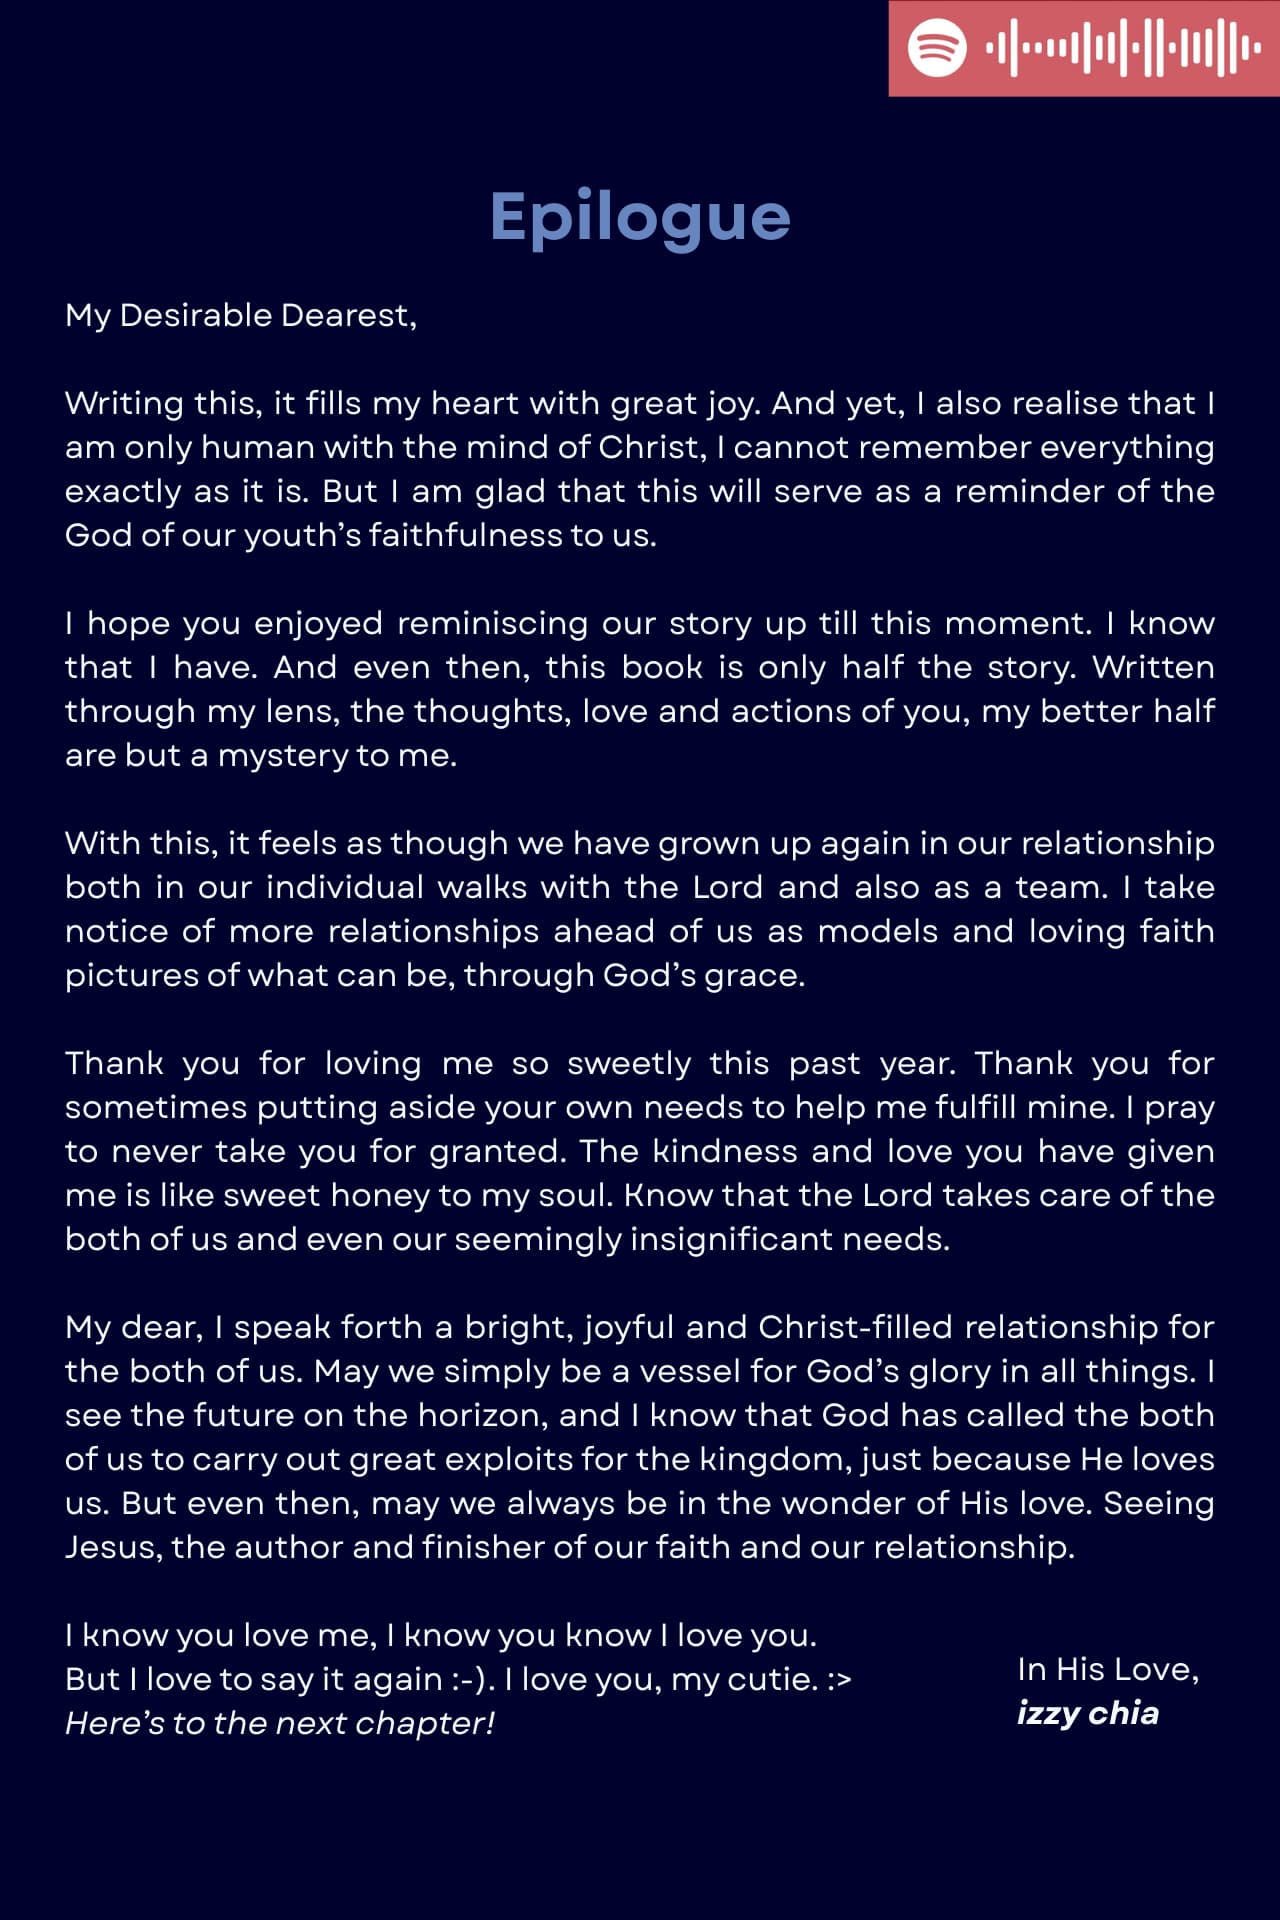 Epilogue
My Desirable Dearest,
Writing this, it fills my heart with great joy. And yet, I also realise that I
am only human with the mind of Christ, I cannot remember everything
exactly as it is. But I am glad that this will serve as a reminder of the
God of our youth’s faithfulness to us.
I hope you enjoyed reminiscing our story up till this moment. I know
that I have. And even then, this book is only half the story. Written
through my lens, the thoughts, love and actions of you, my better half
are but a mystery to me.
With this, it feels as though we have grown up again in our relationship
both in our individual walks with the Lord and also as a team. I take
notice of more relationships ahead of us as models and loving faith
pictures of what can be, through God’s grace.
Thank you for loving me so sweetly this past year. Thank you for
sometimes putting aside your own needs to help me fulfill mine. I pray
to never take you for granted. The kindness and love you have given
me is like sweet honey to my soul. Know that the Lord takes care of the
both of us and even our seemingly insignificant needs.
My dear, I speak forth a bright, joyful and Christ-filled relationship for
the both of us. May we simply be a vessel for God’s glory in all things. I
see the future on the horizon, and I know that God has called the both
of us to carry out great exploits for the kingdom, just because He loves
us. But even then, may we always be in the wonder of His love. Seeing
Jesus, the author and finisher of our faith and our relationship.
I know you love me, I know you know I love you.
But I love to say it again :-). I love you, my cutie. :>
Here’s to the next chapter!
In His Love,
izzy chia